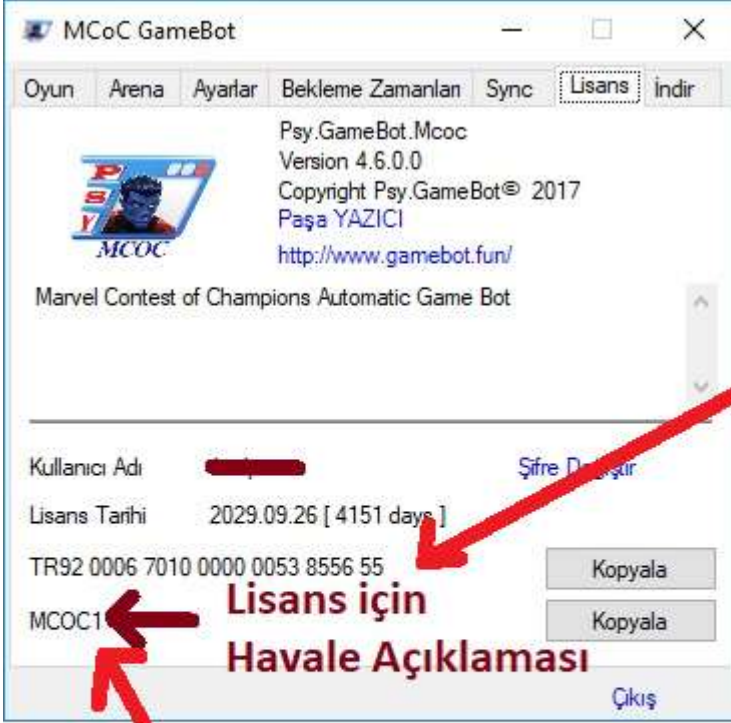 MCoC GameBot
Oyun Arena Ayarlar Bekleme Zamanları Sync Lisans İndir
PSY
MCOC
Psy.GameBot.Mcoc
Version 4.6.0.0
Copyright Psy.GameBot© 2017
Paşa YAZICI
http://www.gamebot.fun/
Marvel Contest of Champions Automatic Game Bot
Kullanıcı Adı
Şifre
Lisans Tarihi 2029.09.26 [ 4151 days ]
TR92 0006 7010 0000 0053 8556 55 Kopyala
MCOC1 Kopyala
Lisans için
Havale Açıklaması
Çıkış